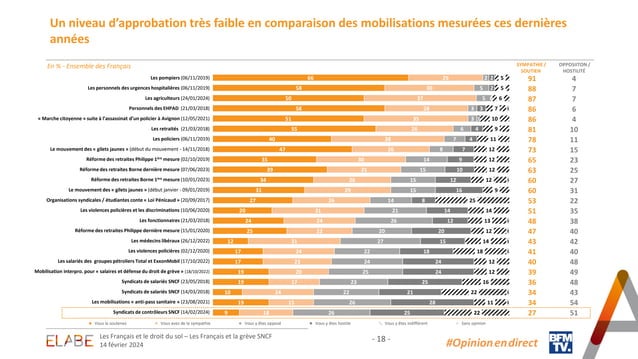 Un niveau d’approbation très faible en comparaison des mobilisations mesurées ces dernières
années
En % - Ensemble des Français
SYMPATHIE / SOUTIEN
OPPOSITION / HOSTILITÉ
Les pompiers (06/11/2019) 66 25 2 2 5 91 4
Les personnels des urgences hospitalières (06/11/2019) 58 30 5 2 5 88 7
Les agriculteurs (24/01/2024) 50 37 5 6 87 7
Personnels des EHPAD (21/03/2018) 58 28 3 3 7 86 6
« Marche citoyenne » suite à l’assassinat d’un policier à Avignon (12/05/2021) 51 35 3 10 86 4
Les retraités (21/03/2018) 55 26 6 4 9 81 10
Les policiers (06/11/2019) 40 38 7 4 11 78 11
Le mouvement des « gilets jaunes » (début du mouvement - 14/11/2018) 47 26 8 7 12 73 15
Réforme des retraites Philippe 1ère mesure (02/10/2019) 35 30 14 9 12 65 23
Réforme des retraites Borne dernière mesure (07/06/2023) 39 15 10 12 63 25
Réforme des retraites Borne 1ère mesure (10/01/2023) 34 26 15 12 12 60 27
Le mouvement des « gilets jaunes » (début janvier - 09/01/2019) 31 29 15 16 9 60 31
Organisations syndicales / étudiantes contre « Loi Pénicaud » (20/09/2017) 27 26 14 8 25 53 22
Les violences policières et les discriminations (10/06/2020) 20 31 21 14 14 51 35
Les fonctionnaires (21/03/2018) 24 24 26 12 13 48 38
Réforme des retraites Philippe dernière mesure (15/01/2020) 25 22 20 20 12 47 40
Les médecins libéraux (26/12/2022) 12 31 27 15 14 43 42
Les violences policières (02/12/2020) 17 24 22 18 18 41 40
Les salariés des groupes pétroliers Total et ExxonMobil (17/10/2022) 17 23 24 24 12 40 48
Mobilisation interpro. pour « salaires et défense du droit de grève » (18/10/2022) 19 20 25 24 12 39 49
Syndicats de salariés SNCF (23/05/2018) 19 17 23 25 16 36 48
Syndicats de salariés SNCF (14/03/2018) 10 24 22 21 22 34 43
Les mobilisations « anti-pass sanitaire » (23/08/2021) 19 15 26 28 11 34 54
Syndicats de contrôleurs SNCF (14/02/2024) 9 18 26 25 22 27 51
Vous la soutenez
Vous avez de la sympathie
Vous y êtes opposé
Vous y êtes hostile
Vous y êtes indifférent
Sans opinion
ELABE
Les Français et le droit du sol – Les Français et la grève SNCF
14 février 2024
- 18 -
#Opinion en direct
BFM TV.